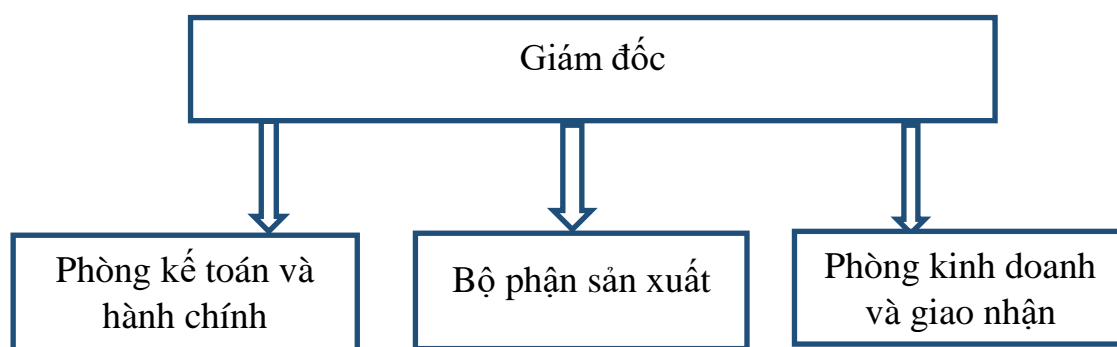 Giám đốc
Phòng kế toán và
hành chính
Bộ phận sản xuất
Phòng kinh doanh
và giao nhận